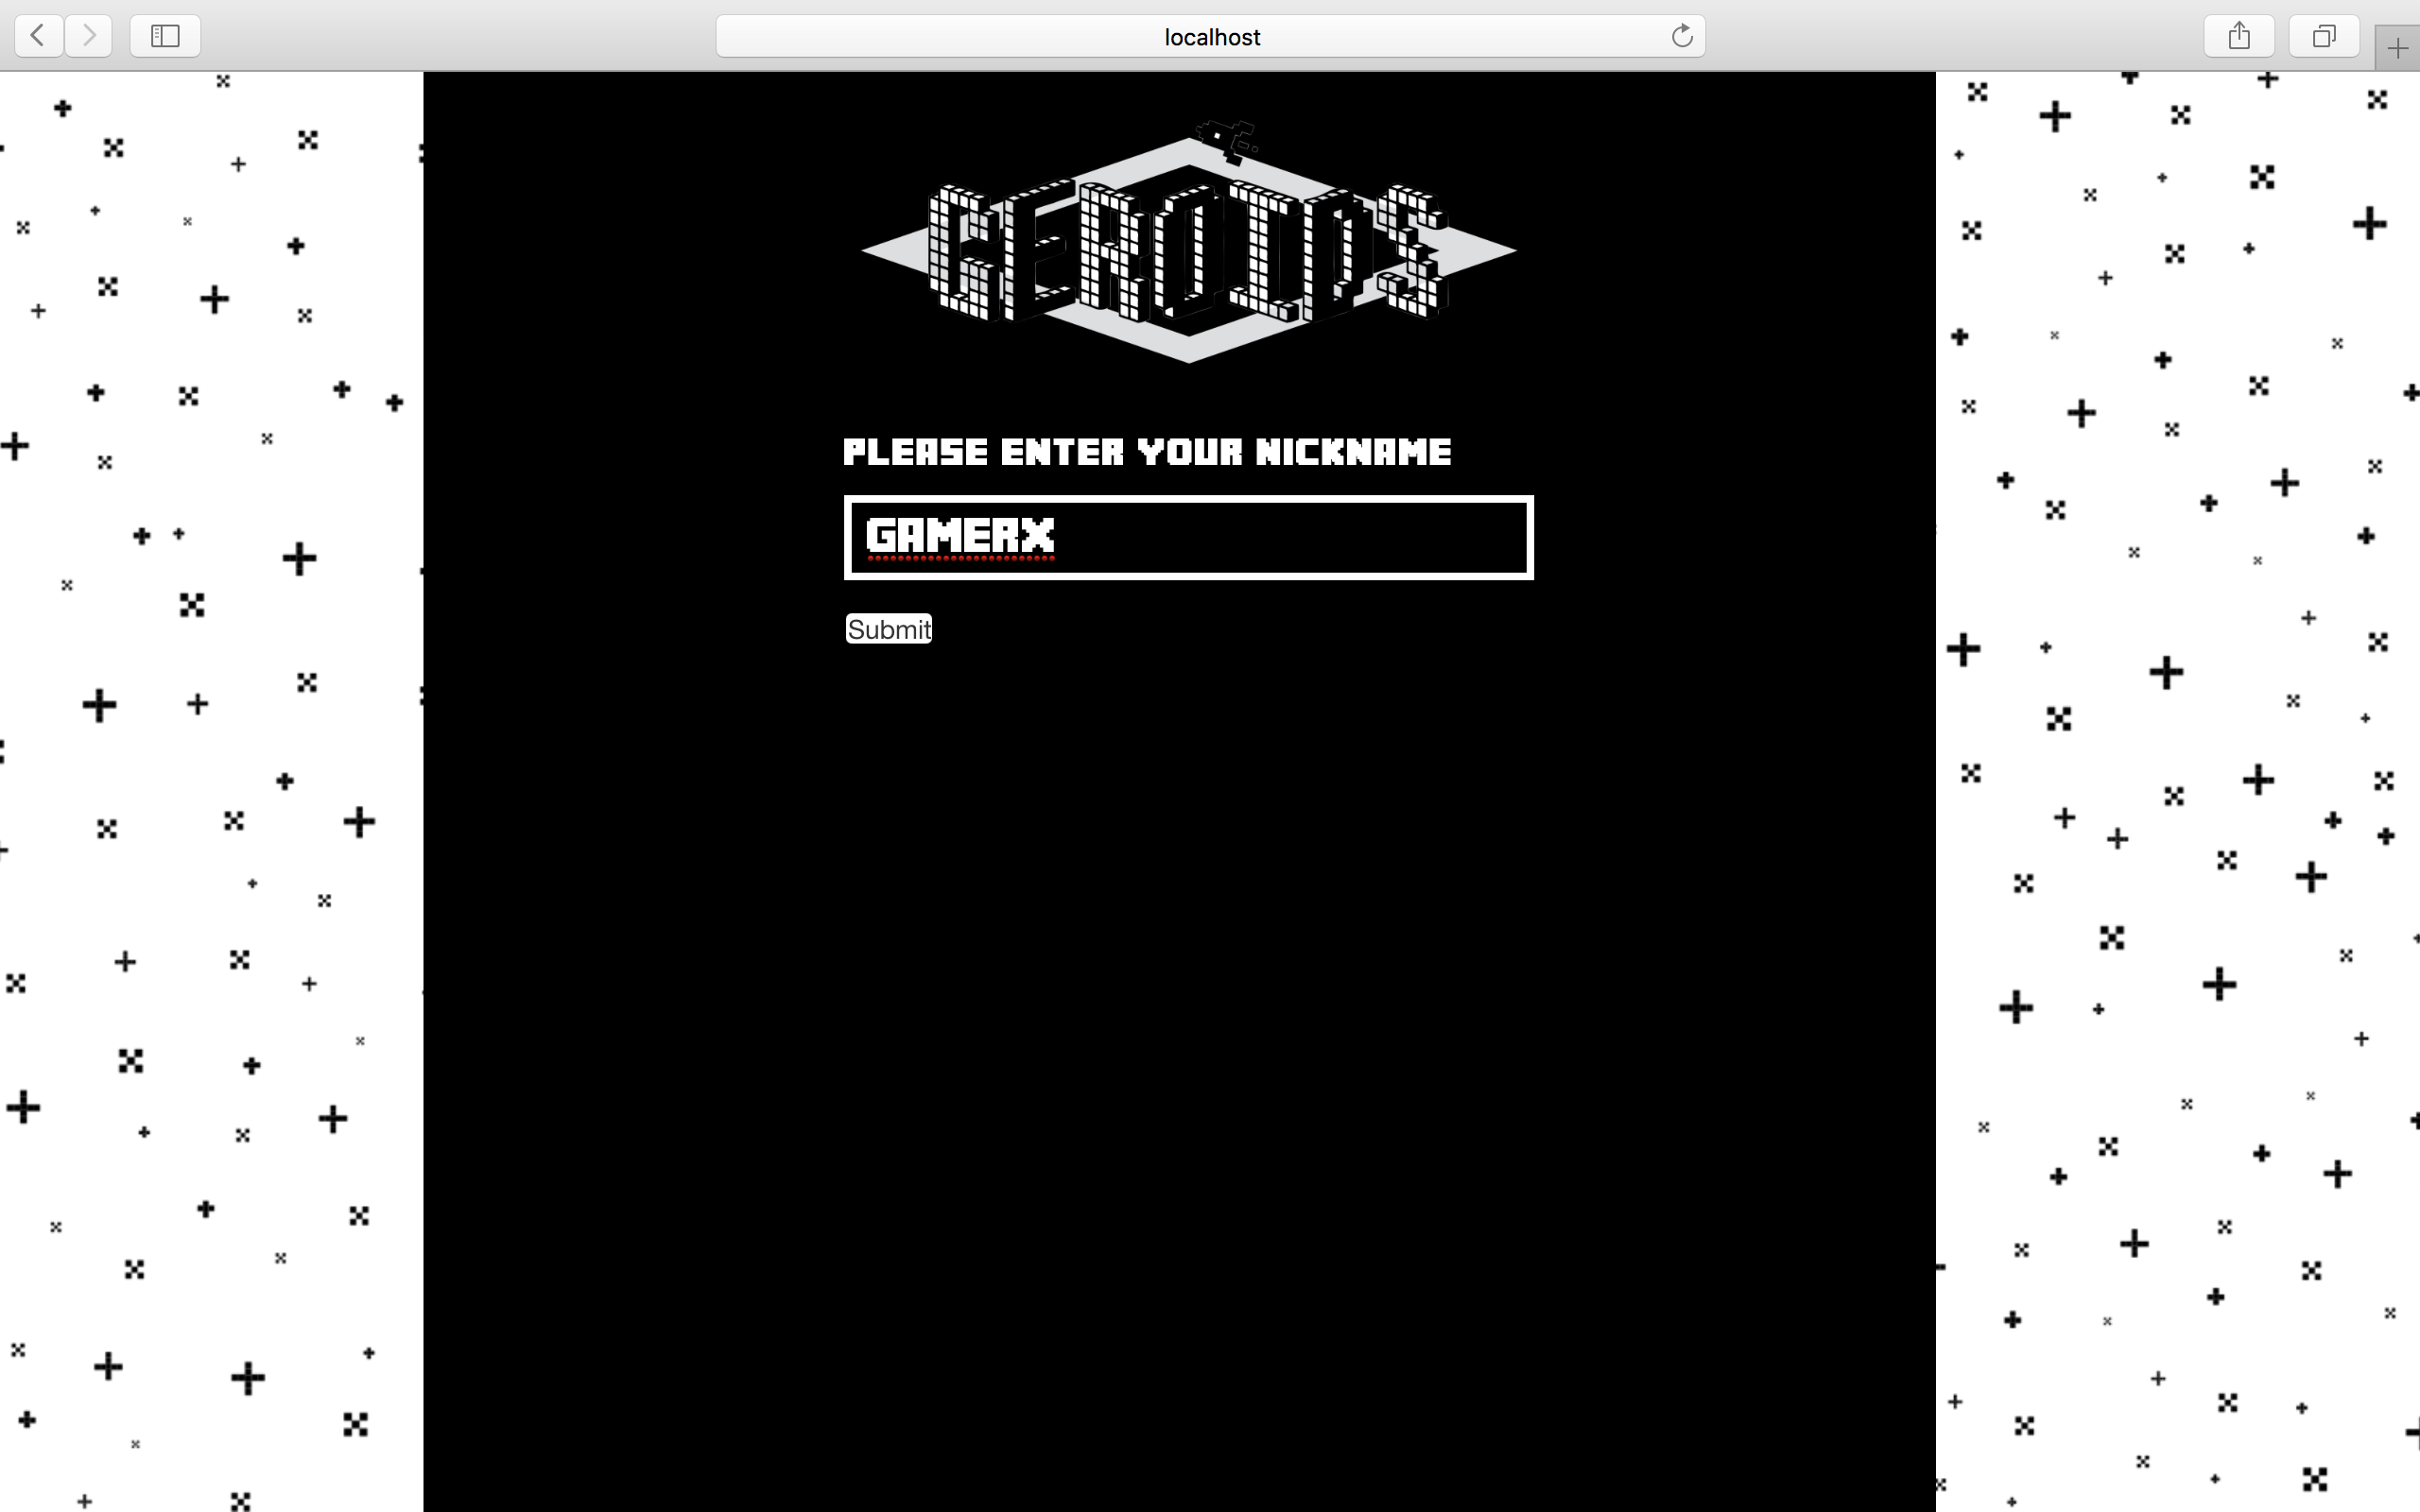 localhost
GEROIDS
PLEASE ENTER YOUR NICKNAME
GAMERX
Submit